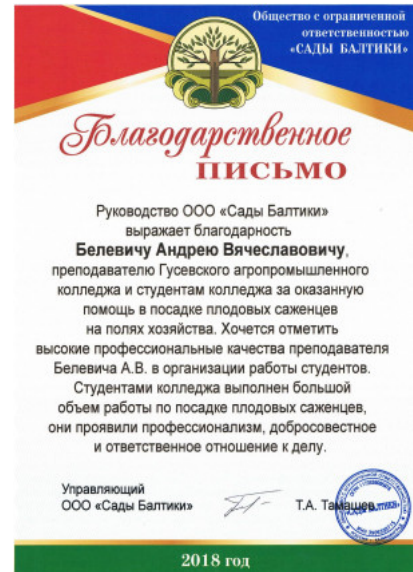 Общество с ограниченной
ответственностью
«САДЫ БАЛТИКИ»
Благодарственное
ПИСЬМО
Руководство ООО «Сады Балтики»
выражает благодарность
Белевичу Андрею Вячеславовичу,
преподавателю Гусевского агропромышленного
колледжа и студентам колледжа за оказанную
помощь в посадке плодовых саженцев
на полях хозяйства. Хочется отметить
высокие профессиональные качества преподавателя
Белевича А.В. в организации работы студентов.
Студентами колледжа выполнен большой
объем работы по посадке плодовых саженцев,
они проявили профессионализм, добросовестное
и ответственное отношение к делу.
Управляющий
ООО «Сады Балтики»
Т.А. Тамашев
2018 год